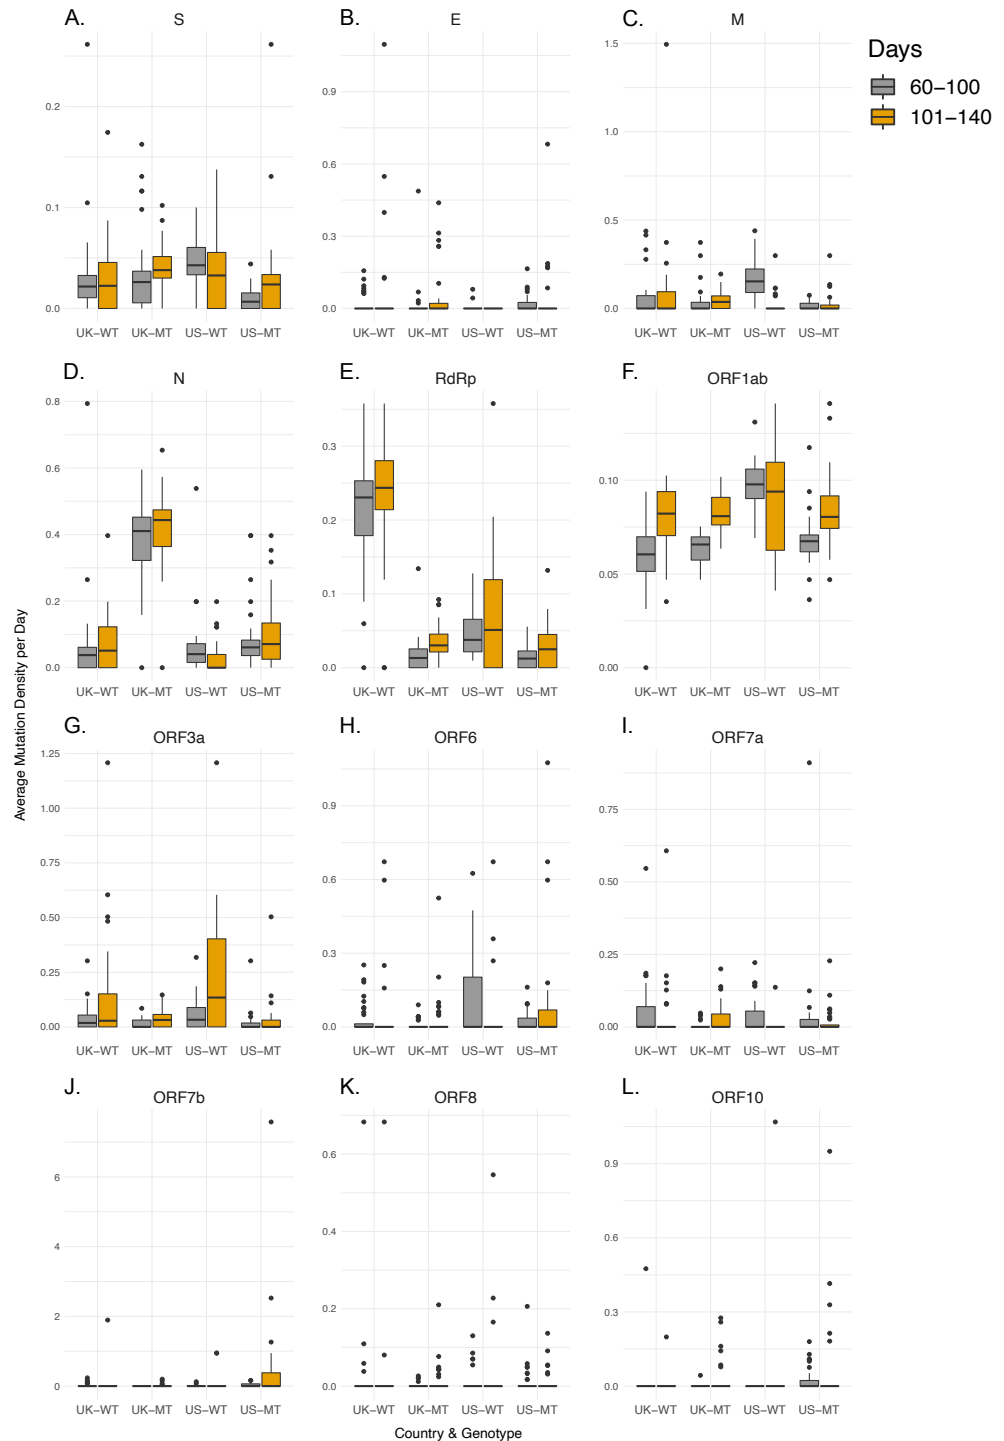 A. S
B. E
C. M
Days
60–100
101–140
0.2
0.1
0.0
0.9
0.6
0.3
0.0
1.5
1.0
0.5
0.0
UK–WT UK–MT US–WT US–MT
UK–WT UK–MT US–WT US–MT
UK–WT UK–MT US–WT US–MT
D. N
E. RdRp
F. ORF1ab
0.8
0.6
0.4
0.2
0.0
0.3
0.2
0.1
0.0
0.10
0.05
0.00
UK–WT UK–MT US–WT US–MT
UK–WT UK–MT US–WT US–MT
UK–WT UK–MT US–WT US–MT
Average Mutation Density per Day
G. ORF3a
H. ORF6
I. ORF7a
1.25
1.00
0.75
0.50
0.25
0.00
0.9
0.6
0.3
0.0
0.75
0.50
0.25
0.00
UK–WT UK–MT US–WT US–MT
UK–WT UK–MT US–WT US–MT
UK–WT UK–MT US–WT US–MT
J. ORF7b
K. ORF8
L. ORF10
6
4
2
0
0.6
0.4
0.2
0.0
0.9
0.6
0.3
0.0
UK–WT UK–MT US–WT US–MT
UK–WT UK–MT US–WT US–MT
UK–WT UK–MT US–WT US–MT
Country & Genotype